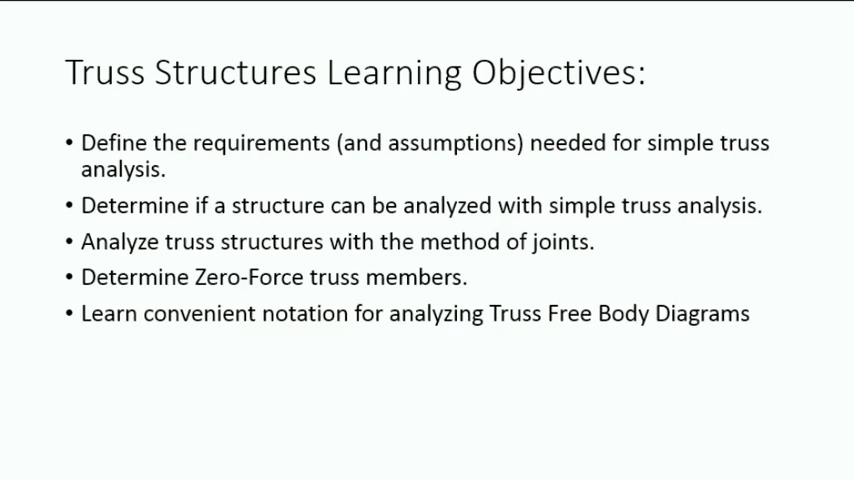 Truss Structures Learning Objectives:
• Define the requirements (and assumptions) needed for simple truss
analysis.
• Determine if a structure can be analyzed with simple truss analysis.
• Analyze truss structures with the method of joints.
• Determine Zero-Force truss members.
• Learn convenient notation for analyzing Truss Free Body Diagrams